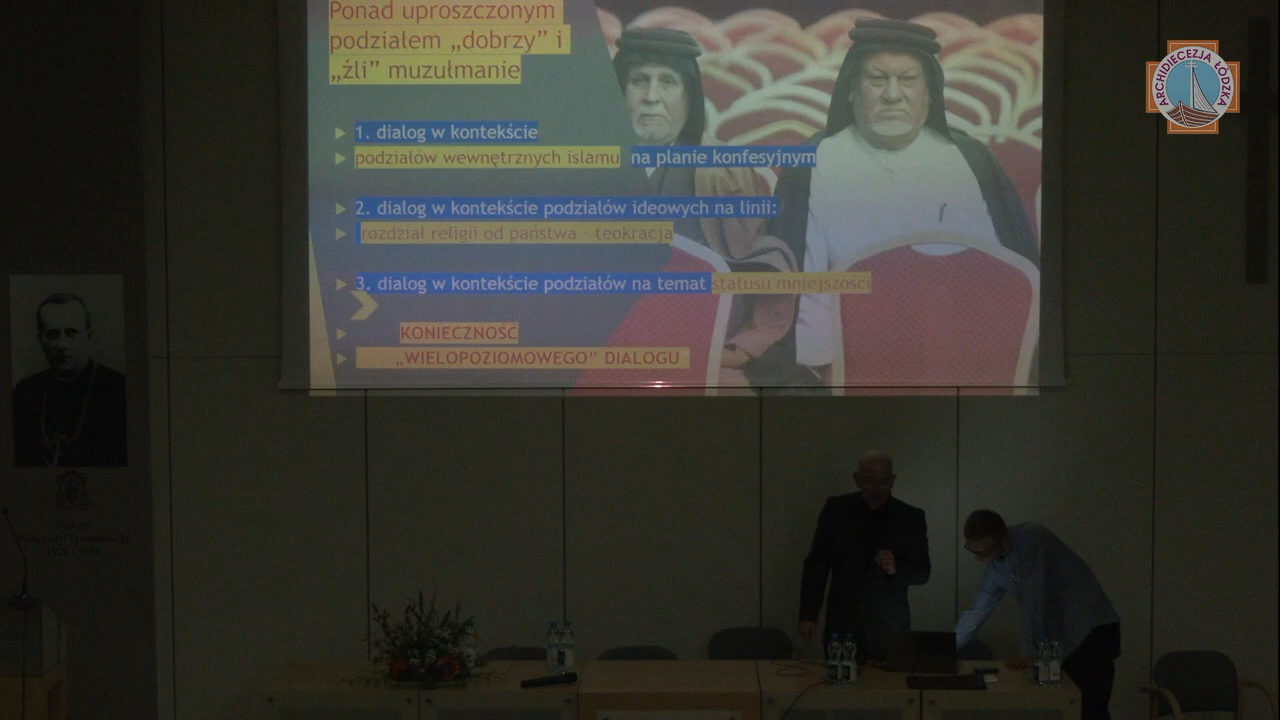 Ponad uproszczonym
podziałem „dobrzy” i
„źli” muzułmanie
1. dialog w kontekście
podziałów wewnętrznych islamu na planie konfesyjnym
2. dialog w kontekście podziałów ideowych na linii:
rozdział religii od państwa - teokracja
3. dialog w kontekście podziałów na temat statusu mniejszości
KONIECZNOŚĆ
„WIELOPOZIOMOWEGO” DIALOGU
ARCHIDIECEZJA ŁÓDZKA